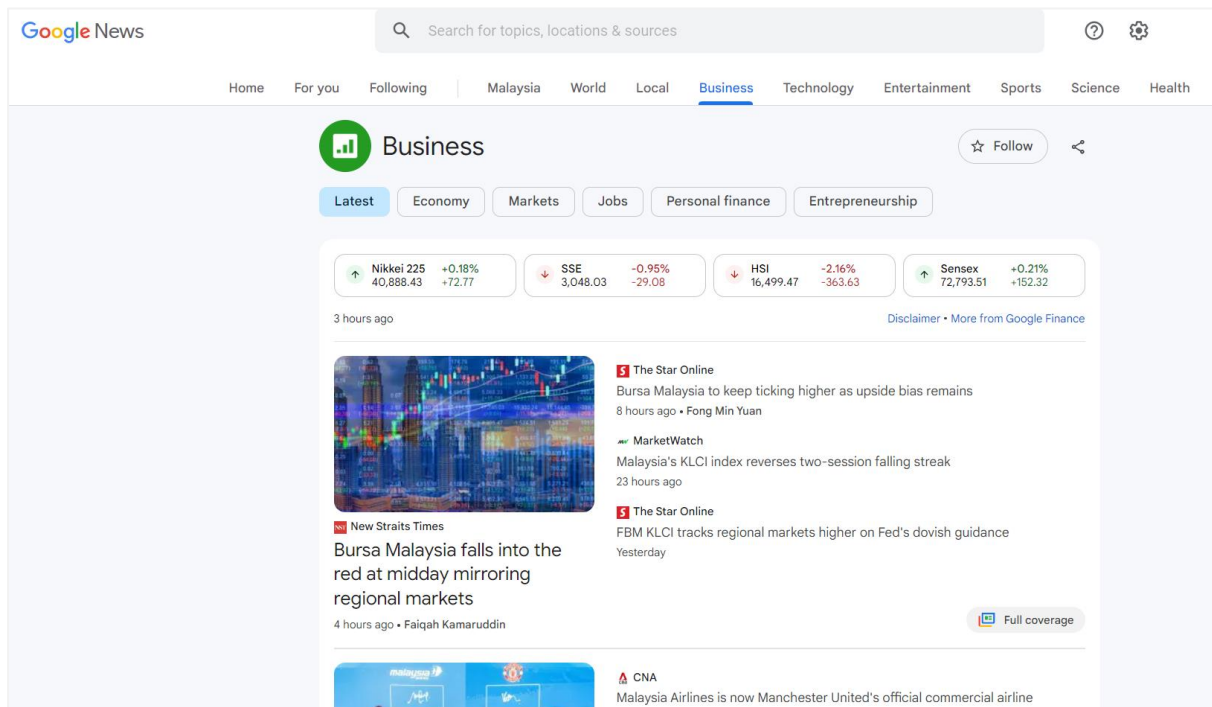 Google News
Search for topics, locations & sources
Home For you Following Malaysia World Local Business Technology Entertainment Sports Science Health
Business
Follow
Latest Economy Markets Jobs Personal finance Entrepreneurship
Nikkei 225 +0.18%
40,888.43 +72.77
SSE -0.95%
3,048.03 -29.08
HSI -2.16%
16,499.47 -363.63
Sensex +0.21%
72,793.51 +152.32
3 hours ago
Disclaimer • More from Google Finance
New Straits Times
Bursa Malaysia falls into the
red at midday mirroring
regional markets
4 hours ago • Faiqah Kamaruddin
The Star Online
Bursa Malaysia to keep ticking higher as upside bias remains
8 hours ago • Fong Min Yuan
MarketWatch
Malaysia's KLCI index reverses two-session falling streak
23 hours ago
The Star Online
FBM KLCI tracks regional markets higher on Fed's dovish guidance
Yesterday
Full coverage
malaysia
CNA
Malaysia Airlines is now Manchester United's official commercial airline